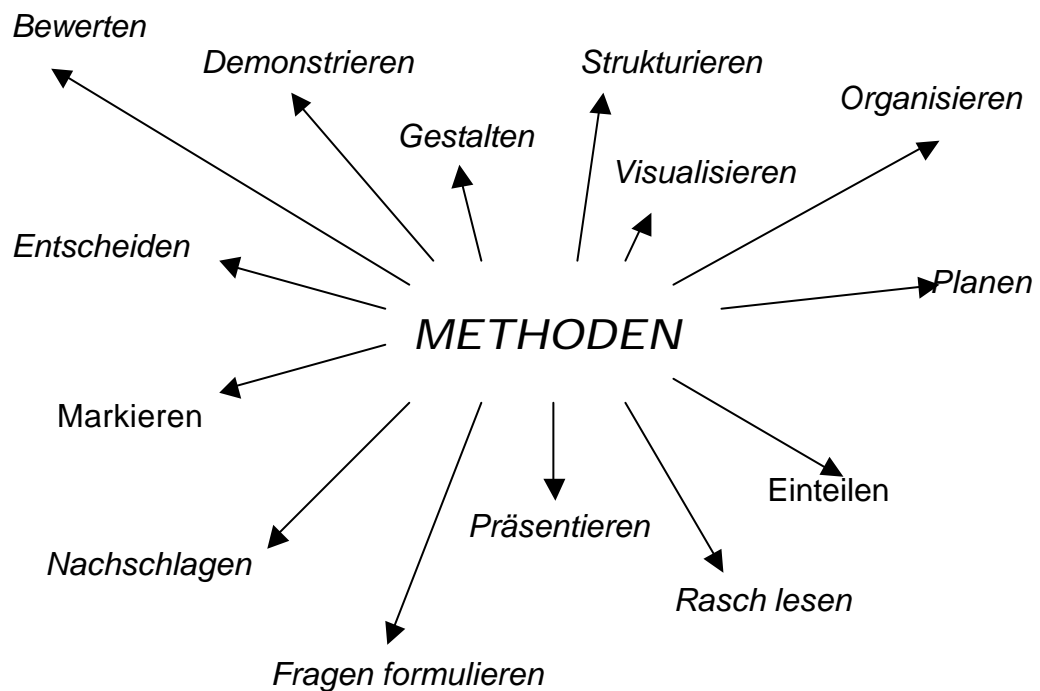 Bewerten
Demonstrieren
Strukturieren
Organisieren
Gestalten
Visualisieren
Entscheiden
Planen
METHODEN
Markieren
Einteilen
Präsentieren
Nachschlagen
Rasch lesen
Fragen formulieren